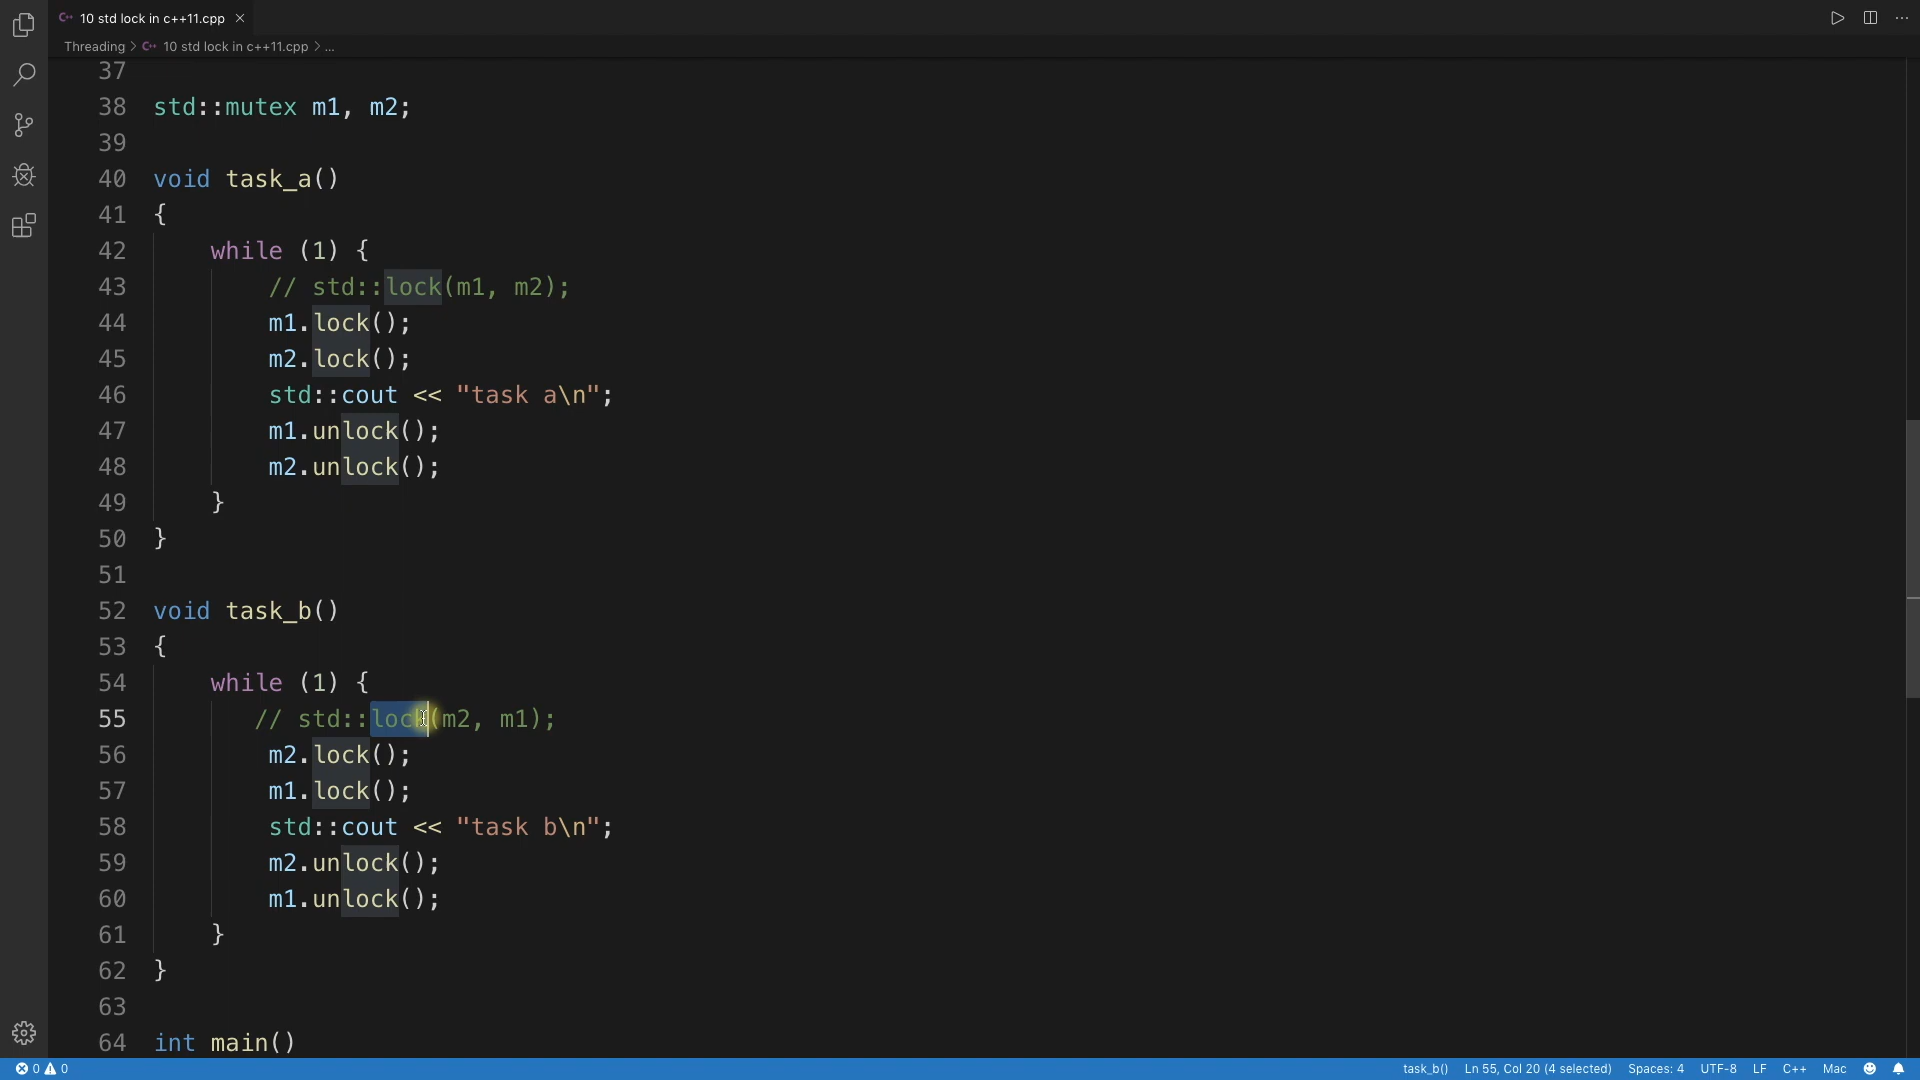 10 std lock in c++11.cpp
Threading > 10 std lock in c++11.cpp > ...
37
38 std::mutex m1, m2;
39
40 void task_a()
41 {
42     while (1) {
43         // std::lock(m1, m2);
44         m1.lock();
45         m2.lock();
46         std::cout << "task a\n";
47         m1.unlock();
48         m2.unlock();
49     }
50 }
51
52 void task_b()
53 {
54     while (1) {
55        // std::lock(m2, m1);
56         m2.lock();
57         m1.lock();
58         std::cout << "task b\n";
59         m2.unlock();
60         m1.unlock();
61     }
62 }
63
64 int main()
0 0 task_b() Ln 55, Col 20 (4 selected) Spaces: 4 UTF-8 LF C++ Mac